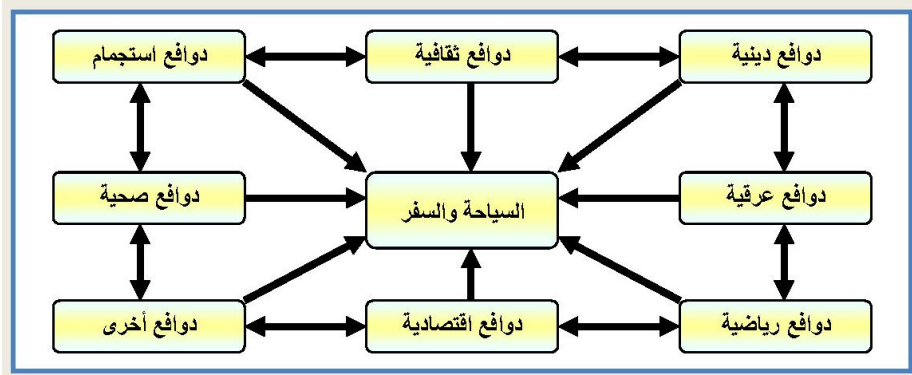 دوافع دينية
دوافع ثقافية
دوافع استجمام
دوافع عرقية
السياحة والسفر
دوافع صحية
دوافع رياضية
دوافع اقتصادية
دوافع أخرى